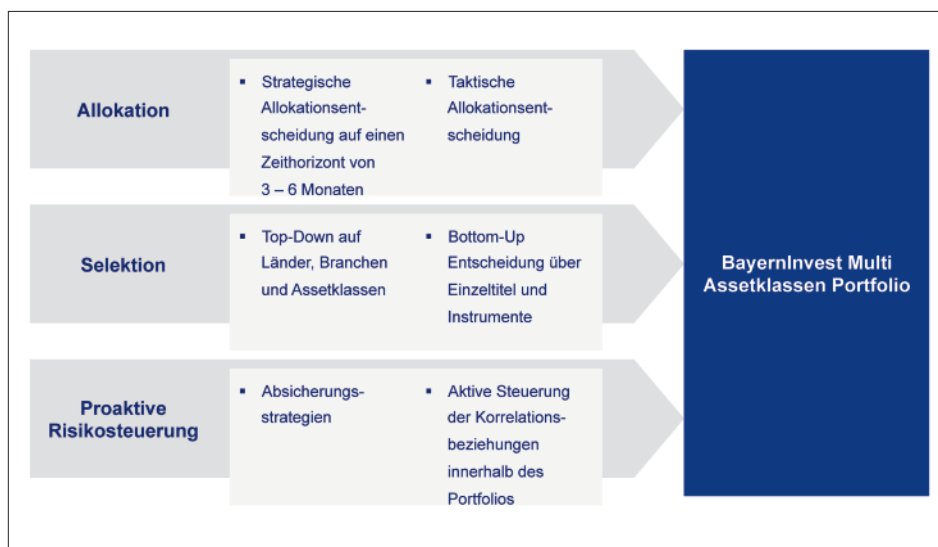 Allokation
▪ Strategische
Allokationsent-
scheidung auf einen
Zeithorizont von
3 – 6 Monaten
▪ Taktische
Allokationsent-
scheidung
Selektion
▪ Top-Down auf
Länder, Branchen
und Assetklassen
▪ Bottom-Up
Entscheidung über
Einzeltitel und
Instrumente
Proaktive
Risikosteuerung
▪ Absicherungs-
strategien
▪ Aktive Steuerung
der Korrelations-
beziehungen
innerhalb des
Portfolios
BayernInvest Multi
Assetklassen Portfolio